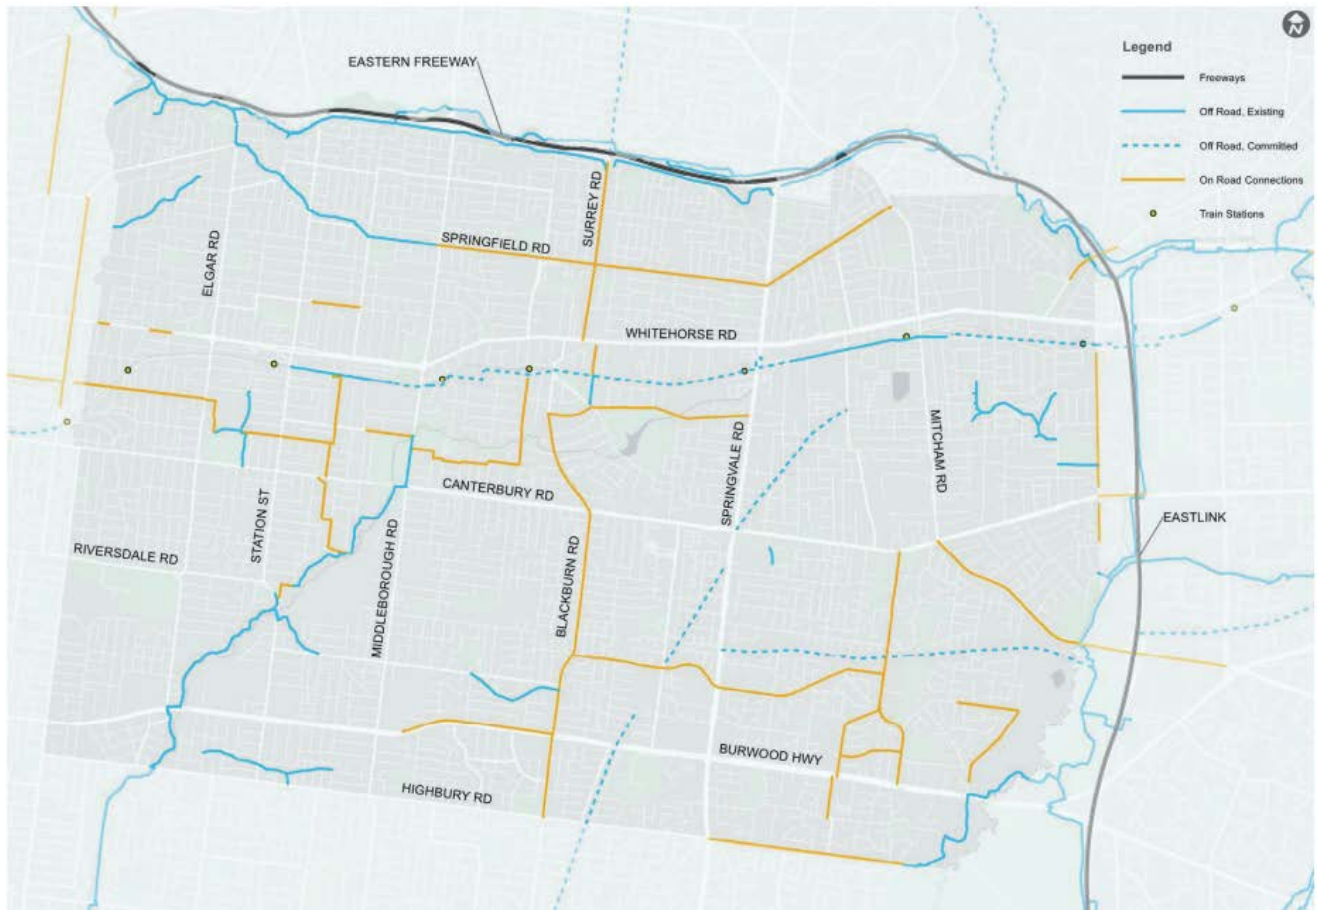 N
EASTERN FREEWAY
Legend
Freeways
Off Road, Existing
Off Road, Committed
On Road Connections
Train Stations
SURREY RD
SPRINGFIELD RD
ELGAR RD
WHITEHORSE RD
MITCHAM RD
SPRINGVALE RD
CANTERBURY RD
STATION ST
EASTLINK
RIVERSDALE RD
MIDDLEBOROUGH RD
BLACKBURN RD
BURWOOD HWY
HIGHBURY RD